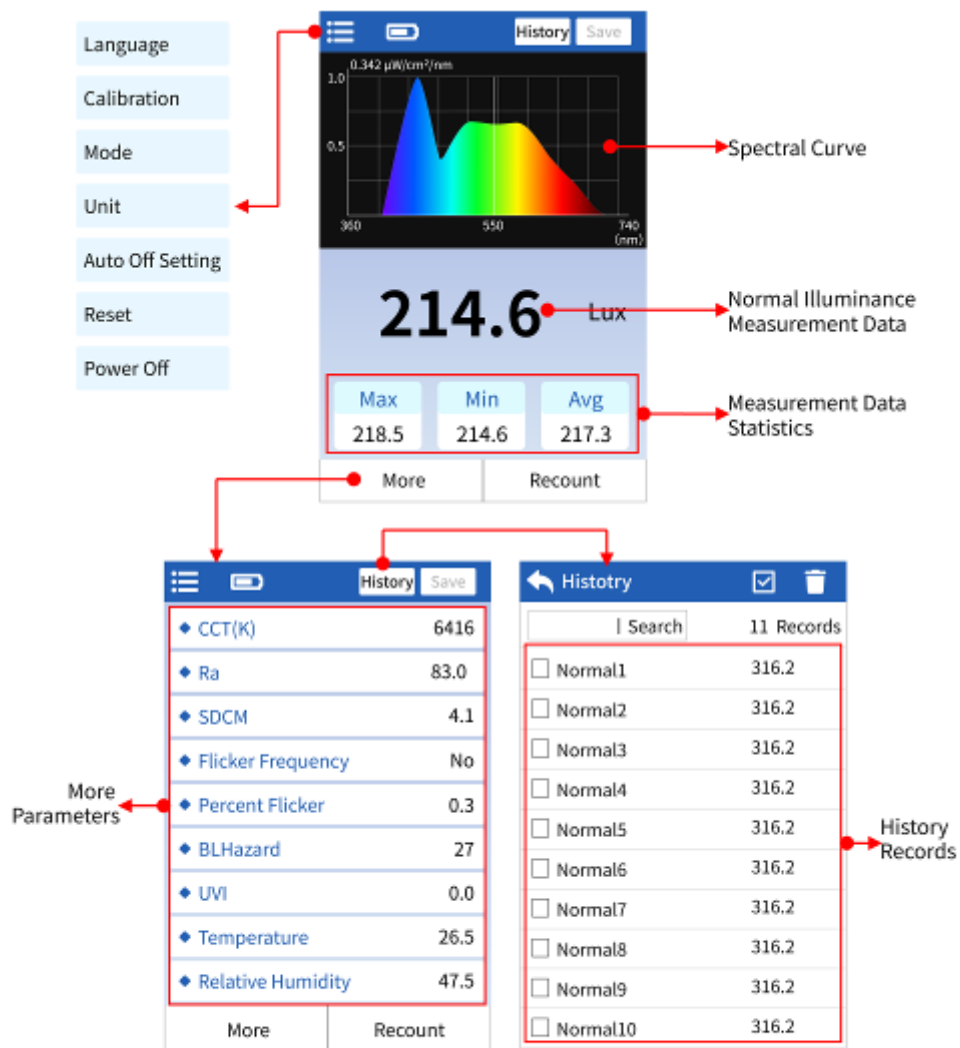 Language
Calibration
Mode
Unit
Auto Off Setting
Reset
Power Off
History Save
0.342 μW/cm²/nm
1.0
0.5
360 550 740
(nm)
Spectral Curve
214.6 Lux
Normal Illuminance
Measurement Data
Max Min Avg
218.5 214.6 217.3
Measurement Data
Statistics
More Recount
History Save
CCT(K) 6416
Ra 83.0
SDCM 4.1
Flicker Frequency No
Percent Flicker 0.3
BLHazard 27
UVI 0.0
Temperature 26.5
Relative Humidity 47.5
More Recount
More
Parameters
Histotry
| Search 11 Records
Normal1 316.2
Normal2 316.2
Normal3 316.2
Normal4 316.2
Normal5 316.2
Normal6 316.2
Normal7 316.2
Normal8 316.2
Normal9 316.2
Normal10 316.2
History
Records